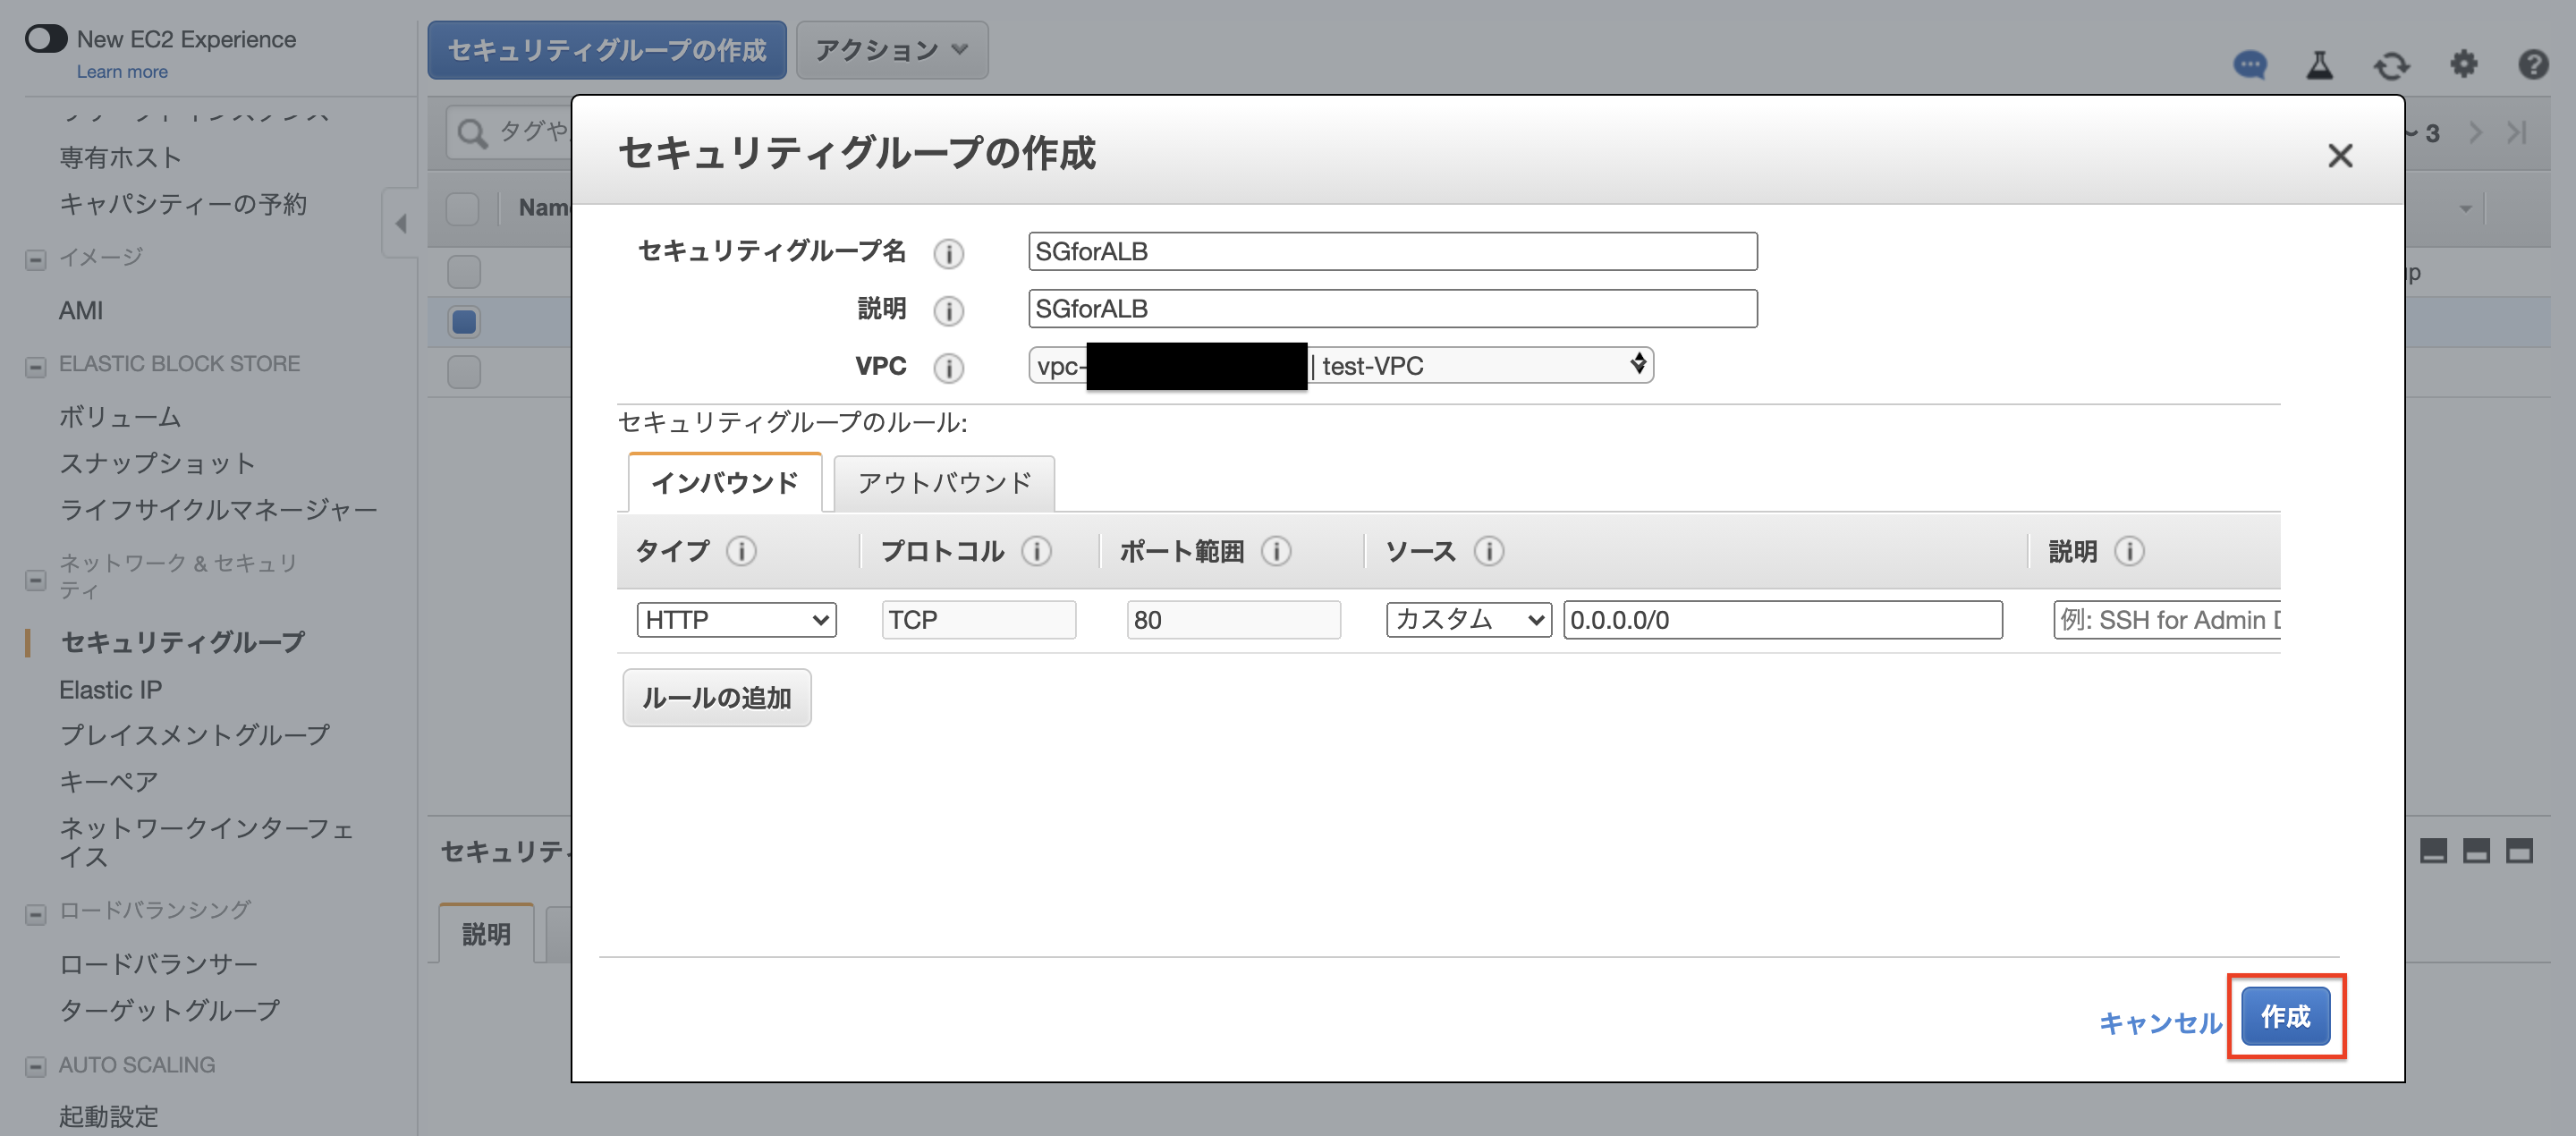 New EC2 Experience
Learn more
専有ホスト
キャパシティーの予約
イメージ
AMI
ELASTIC BLOCK STORE
ボリューム
スナップショット
ライフサイクルマネージャー
ネットワーク & セキュリ
ティ
セキュリティグループ
Elastic IP
プレイスメントグループ
キーペア
ネットワークインターフェ
イス
ロードバランシング
ロードバランサー
ターゲットグループ
AUTO SCALING
起動設定
セキュリティグループの作成 アクション
タグや
~ 3
Name
セキュリティ
説明
セキュリティグループの作成
セキュリティグループ名 SGforALB
説明 SGforALB
VPC vpc- | test-VPC
セキュリティグループのルール:
インバウンド アウトバウンド
タイプ プロトコル ポート範囲 ソース 説明
HTTP TCP 80 カスタム 0.0.0.0/0 例: SSH for Admin D
ルールの追加
キャンセル 作成